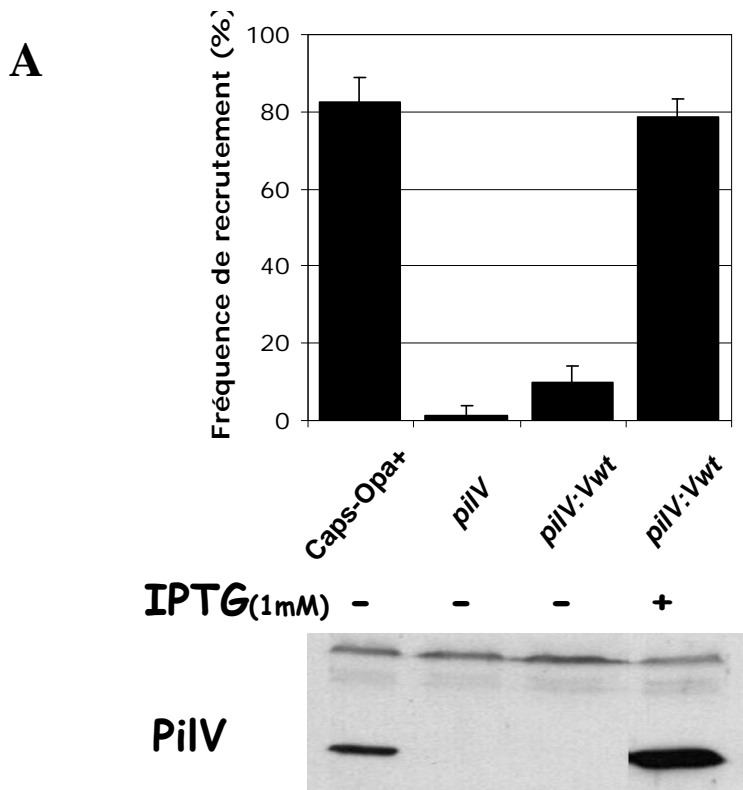 A
Fréquence de recrutement (%)
100
80
60
40
20
0
Caps-Opa+
pilV
pilV:Vwt
pilV:Vwt
IPTG(1mM) - - - +
PilV